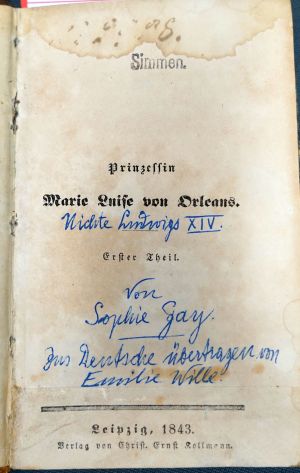 Simmen.
Prinzessin
Marie Luise von Orleans.
Nichte Ludwigs XIV.
Erster Theil.
Von
Sophie Gay.
Ins Deutsche übertragen von
Emilie Wille.
Leipzig, 1843.
Verlag von Christ. Ernst Kollmann.